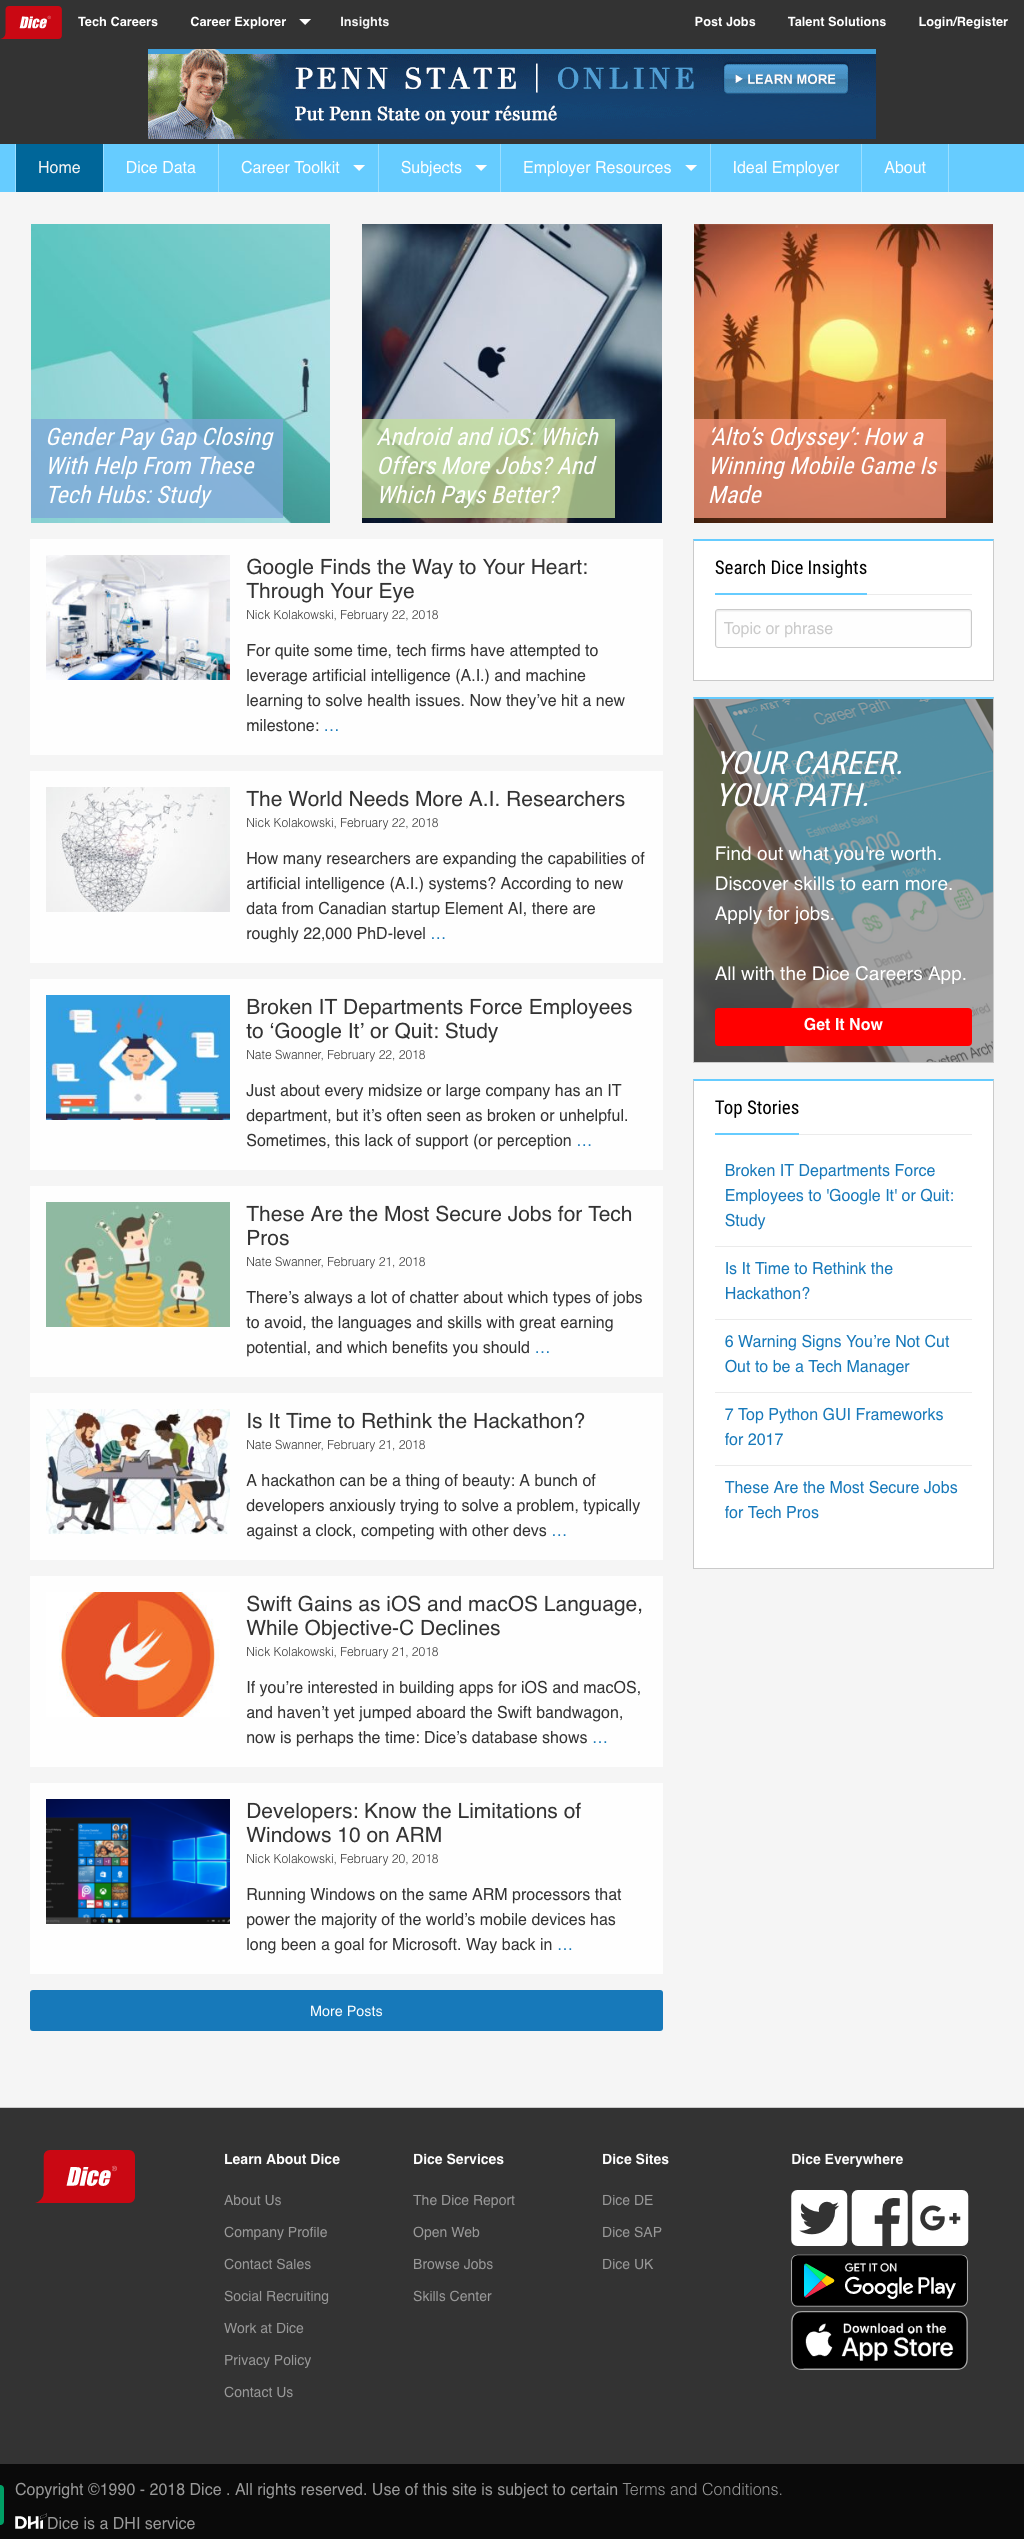 Dice
Tech Careers
Career Explorer
Insights
Post Jobs
Talent Solutions
Login/Register
PENN STATE | ONLINE
Put Penn State on your résumé
LEARN MORE
Home
Dice Data
Career Toolkit
Subjects
Employer Resources
Ideal Employer
About
Gender Pay Gap Closing
With Help From These
Tech Hubs: Study
Android and iOS: Which
Offers More Jobs? And
Which Pays Better?
‘Alto’s Odyssey’: How a
Winning Mobile Game Is
Made
Google Finds the Way to Your Heart:
Through Your Eye
Nick Kolakowski, February 22, 2018
For quite some time, tech firms have attempted to
leverage artificial intelligence (A.I.) and machine
learning to solve health issues. Now they’ve hit a new
milestone: …
The World Needs More A.I. Researchers
Nick Kolakowski, February 22, 2018
How many researchers are expanding the capabilities of
artificial intelligence (A.I.) systems? According to new
data from Canadian startup Element AI, there are
roughly 22,000 PhD-level …
Broken IT Departments Force Employees
to ‘Google It’ or Quit: Study
Nate Swanner, February 22, 2018
Just about every midsize or large company has an IT
department, but it’s often seen as broken or unhelpful.
Sometimes, this lack of support (or perception …
These Are the Most Secure Jobs for Tech
Pros
Nate Swanner, February 21, 2018
There’s always a lot of chatter about which types of jobs
to avoid, the languages and skills with great earning
potential, and which benefits you should …
Is It Time to Rethink the Hackathon?
Nate Swanner, February 21, 2018
A hackathon can be a thing of beauty: A bunch of
developers anxiously trying to solve a problem, typically
against a clock, competing with other devs …
Swift Gains as iOS and macOS Language,
While Objective-C Declines
Nick Kolakowski, February 21, 2018
If you’re interested in building apps for iOS and macOS,
and haven’t yet jumped aboard the Swift bandwagon,
now is perhaps the time: Dice’s database shows …
Developers: Know the Limitations of
Windows 10 on ARM
Nick Kolakowski, February 20, 2018
Running Windows on the same ARM processors that
power the majority of the world’s mobile devices has
long been a goal for Microsoft. Way back in …
More Posts
Search Dice Insights
Topic or phrase
AT&T
Career Path
YOUR CAREER.
YOUR PATH.
Estimated Salary
Find out what you're worth.
Discover skills to earn more.
Apply for jobs.
Demand
All with the Dice Careers App.
Get It Now
System Archi
Top Stories
Broken IT Departments Force
Employees to 'Google It' or Quit:
Study
Is It Time to Rethink the
Hackathon?
6 Warning Signs You’re Not Cut
Out to be a Tech Manager
7 Top Python GUI Frameworks
for 2017
These Are the Most Secure Jobs
for Tech Pros
Dice
Learn About Dice
About Us
Company Profile
Contact Sales
Social Recruiting
Work at Dice
Privacy Policy
Contact Us
Dice Services
The Dice Report
Open Web
Browse Jobs
Skills Center
Dice Sites
Dice DE
Dice SAP
Dice UK
Dice Everywhere
G+
GET IT ON
Google Play
Download on the
App Store
Copyright ©1990 - 2018 Dice . All rights reserved. Use of this site is subject to certain Terms and Conditions.
DHi Dice is a DHI service